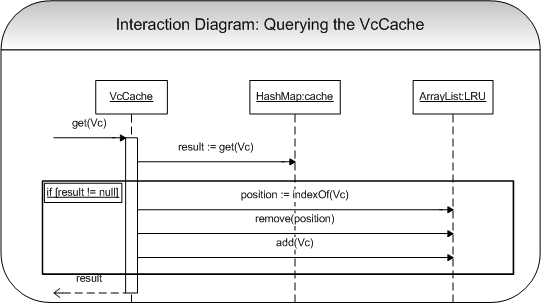 Interaction Diagram: Querying the VcCache
VcCache
HashMap:cache
ArrayList:LRU
get(Vc)
result := get(Vc)
if [result != null]
position := indexOf(Vc)
remove(position)
add(Vc)
result